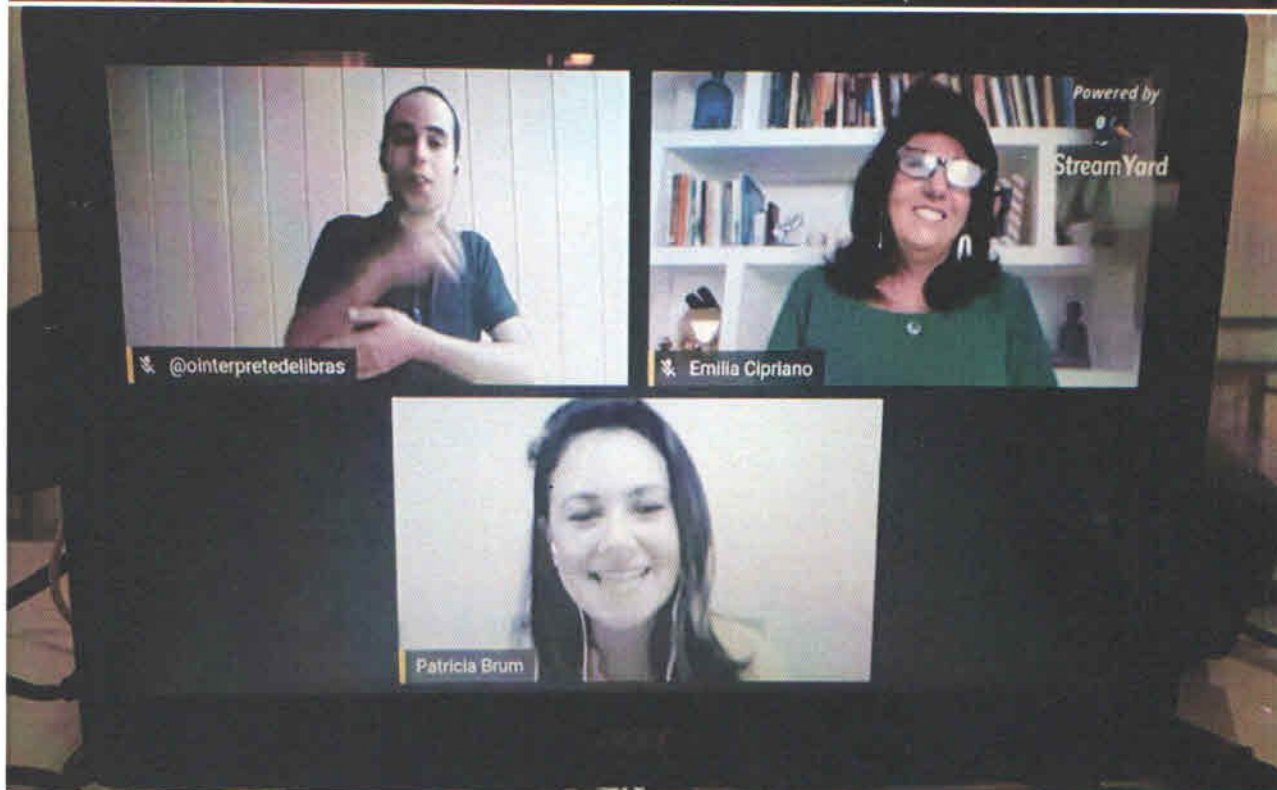 Powered by
StreamYard
@ointerpretedelibras
Emilia Cipriano
Patricia Brum